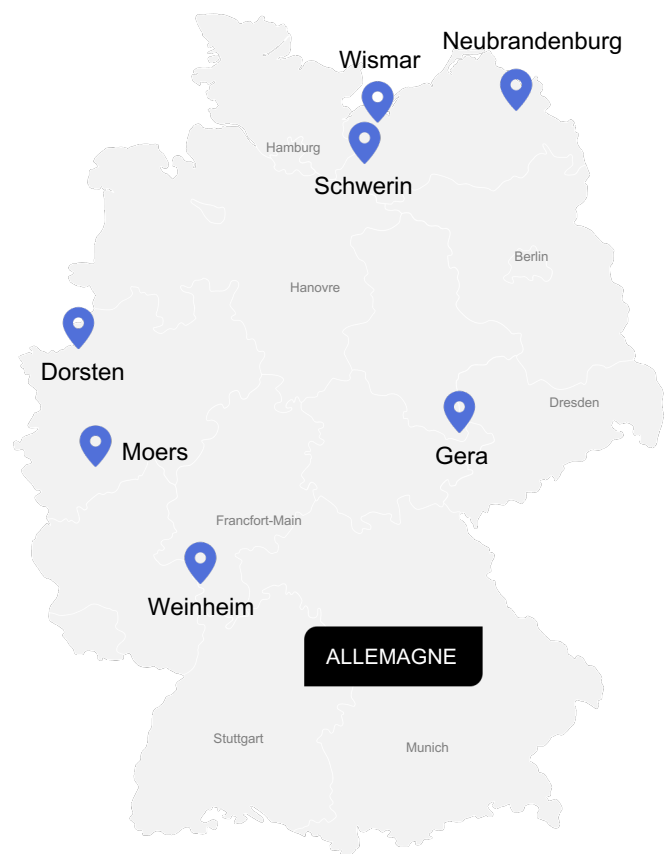 Neubrandenburg
Wismar
Hamburg
Schwerin
Berlin
Hanovre
Dorsten
Dresden
Moers
Gera
Francfort-Main
Weinheim
ALLEMAGNE
Stuttgart
Munich